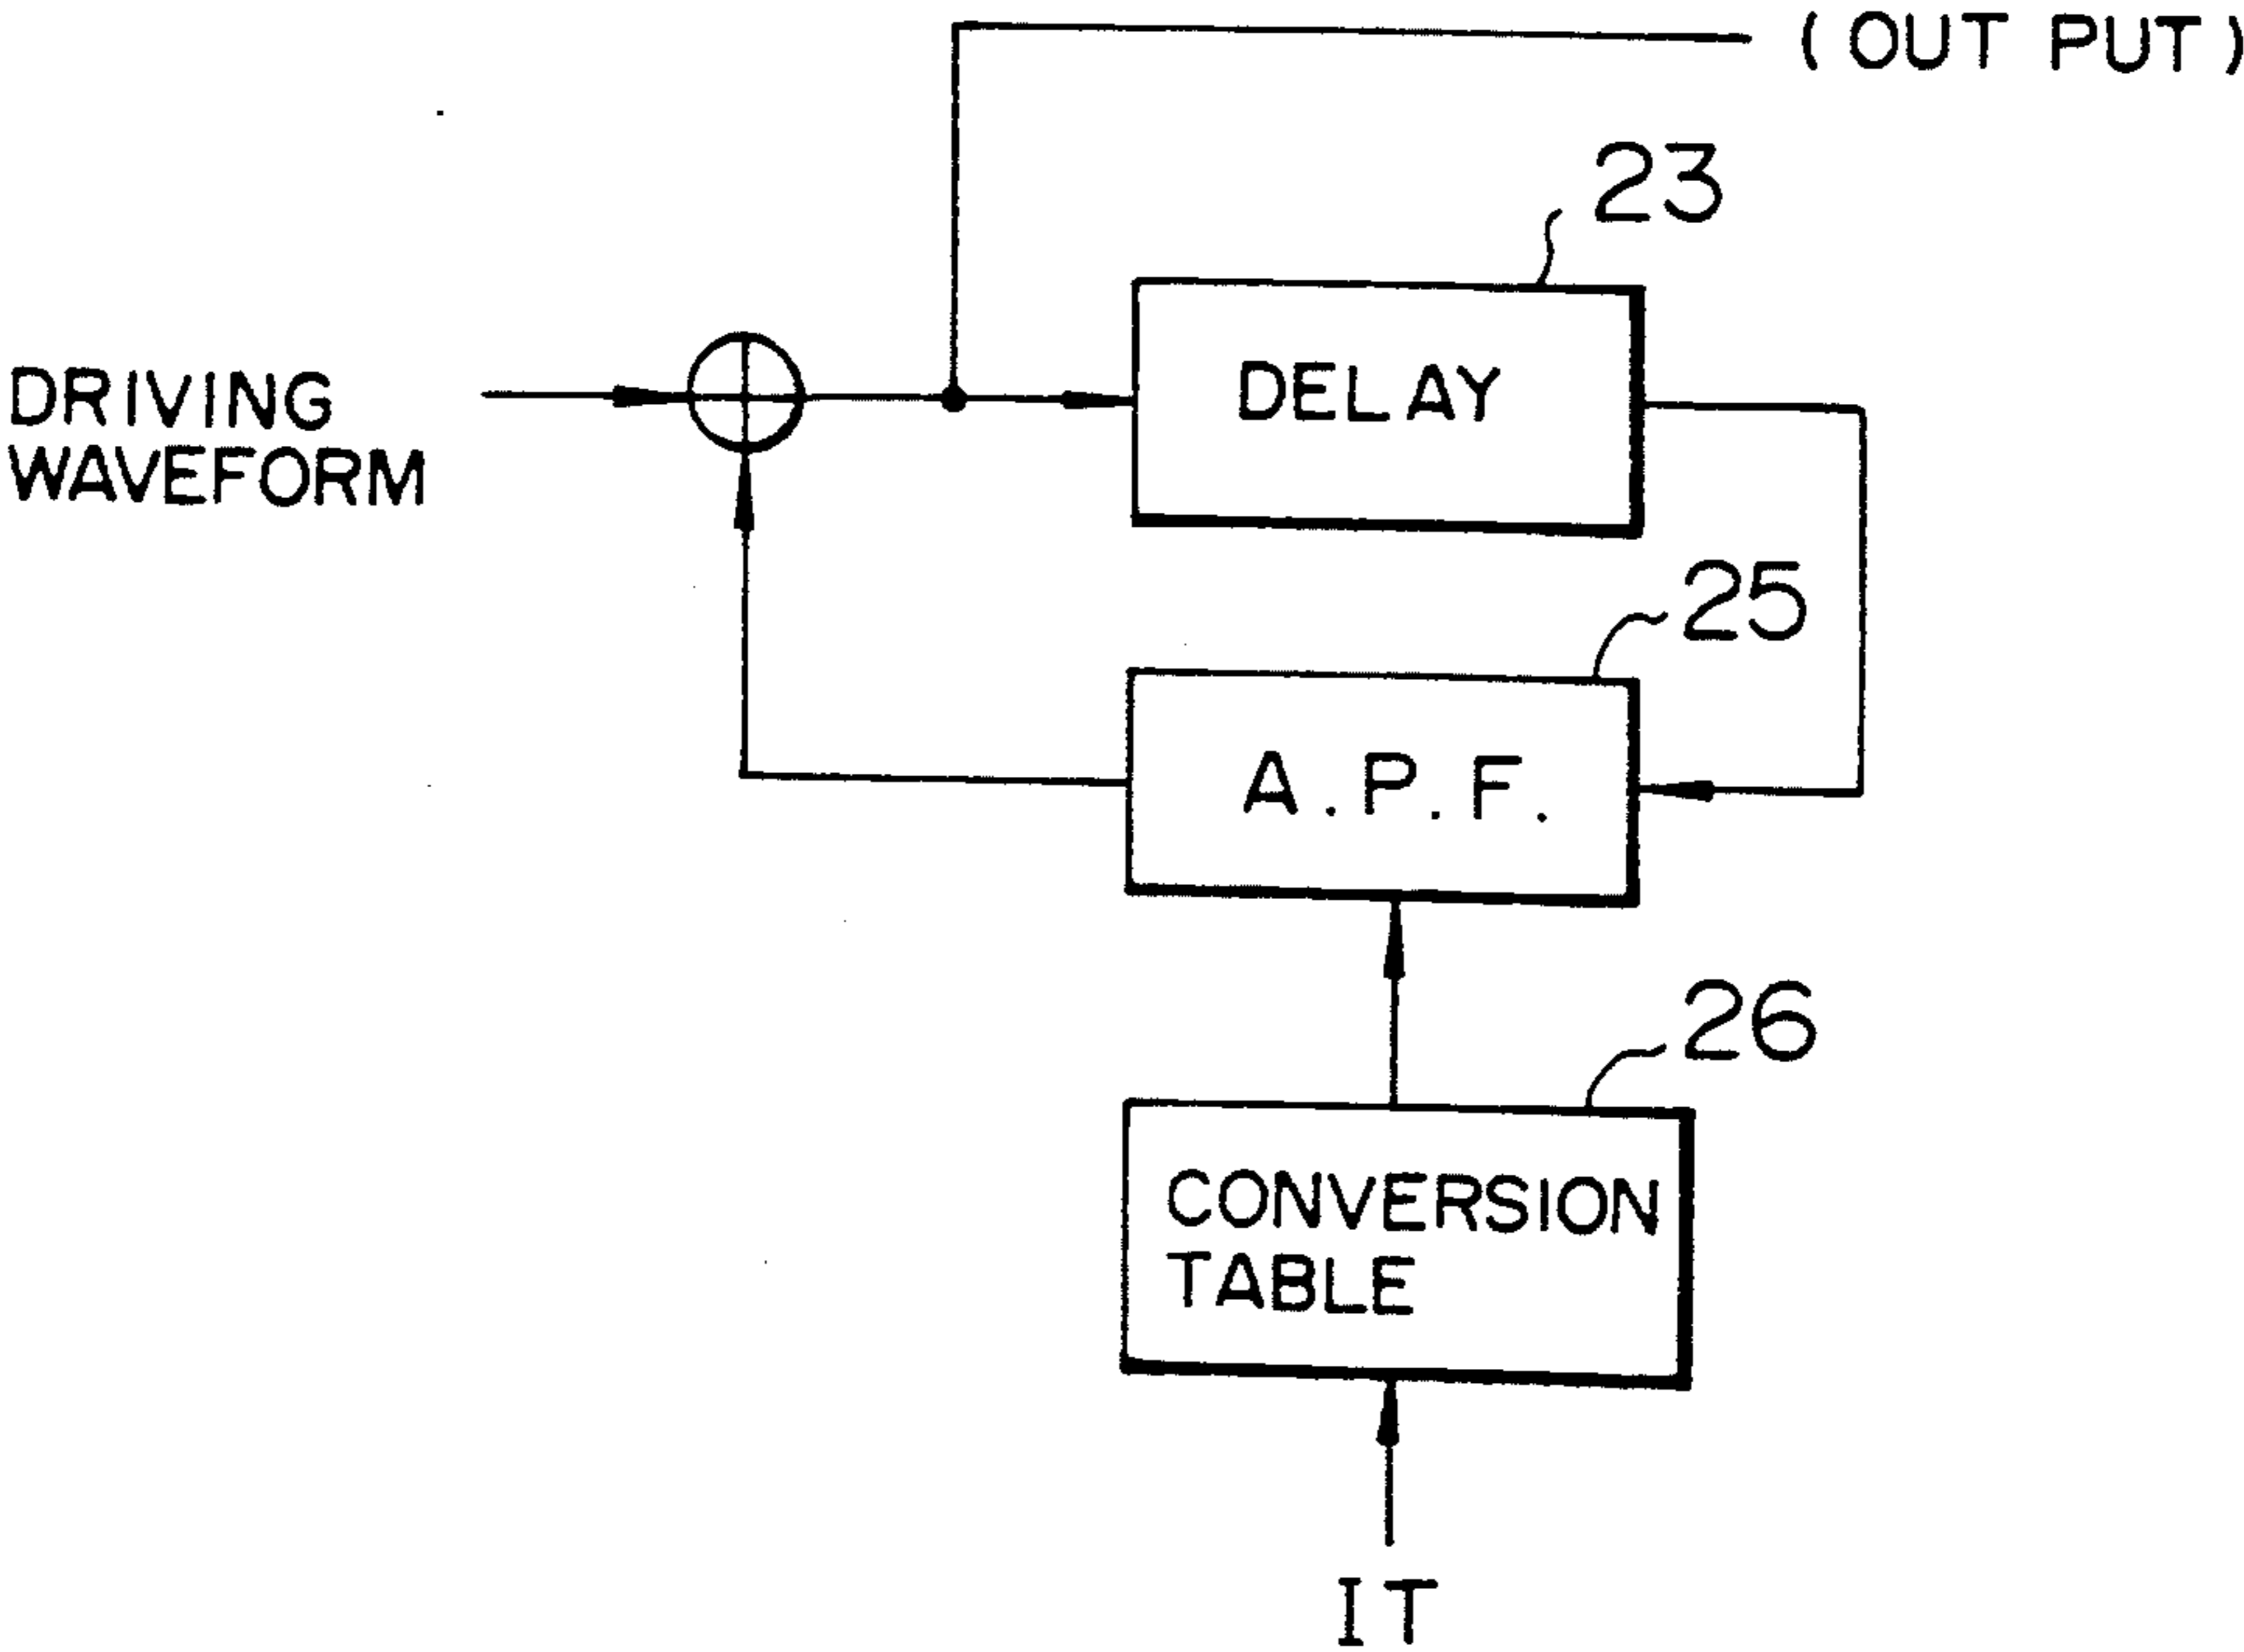 ( OUT PUT )
23
DELAY
DRIVING
WAVEFORM
25
A.P.F.
26
CONVERSION
TABLE
IT